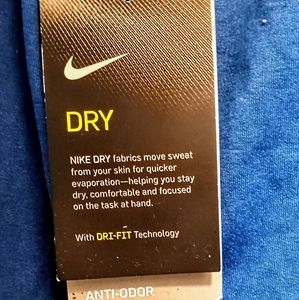 DRY
NIKE DRY fabrics move sweat
from your skin for quicker
evaporation—helping you stay
dry, comfortable and focused
on the task at hand.
With DRI-FIT Technology
ANTI-ODOR